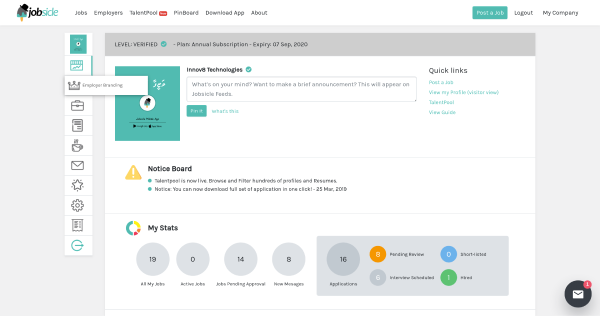 jobsicle
Jobs Employers TalentPool New PinBoard Download App About
Post a Job Logout My Company
LEVEL: VERIFIED - Plan: Annual Subscription - Expiry: 07 Sep, 2020
Employer Branding
Innov8 Technologies
What's on your mind? Want to make a brief announcement? This will appear on
Jobsicle Feeds.
Pin It What's this
Quick links
Post a Job
View my Profile (visitor view)
TalentPool
View Guide
Notice Board
Talentpool is now live. Browse and Filter hundreds of profiles and Resumes.
Notice: You can now download full set of application in one click! - 25 Mar, 2019
My Stats
19
All My Jobs
0
Active Jobs
14
Jobs Pending Approval
8
New Messages
16
Applications
8 Pending Review
0 Short-listed
6 Interview Scheduled
1 Hired
1